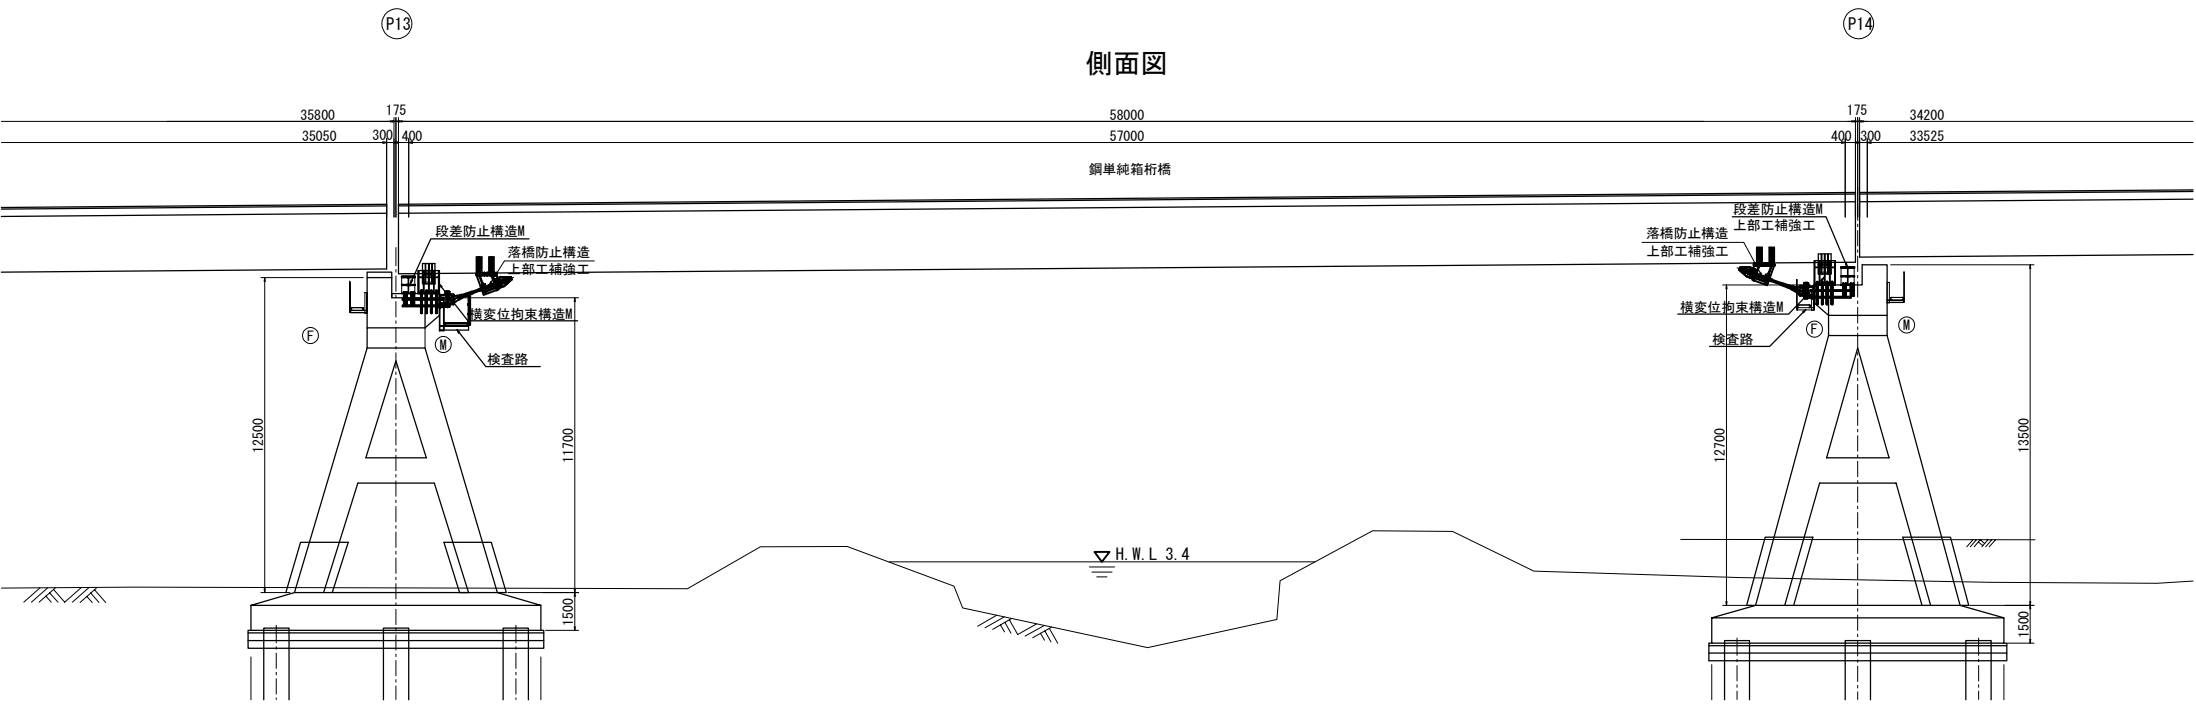 P13
P14
側面図
35800
175
58000
175
34200
35050
300
400
57000
400
300
33525
鋼単純箱桁橋
段差防止構造M
落橋防止構造
上部工補強工
横変位拘束構造M
検査路
F
M
段差防止構造M
上部工補強工
落橋防止構造
上部工補強工
横変位拘束構造M
検査路
F
M
12500
11700
12700
13500
H.W.L 3.4
1500
1500